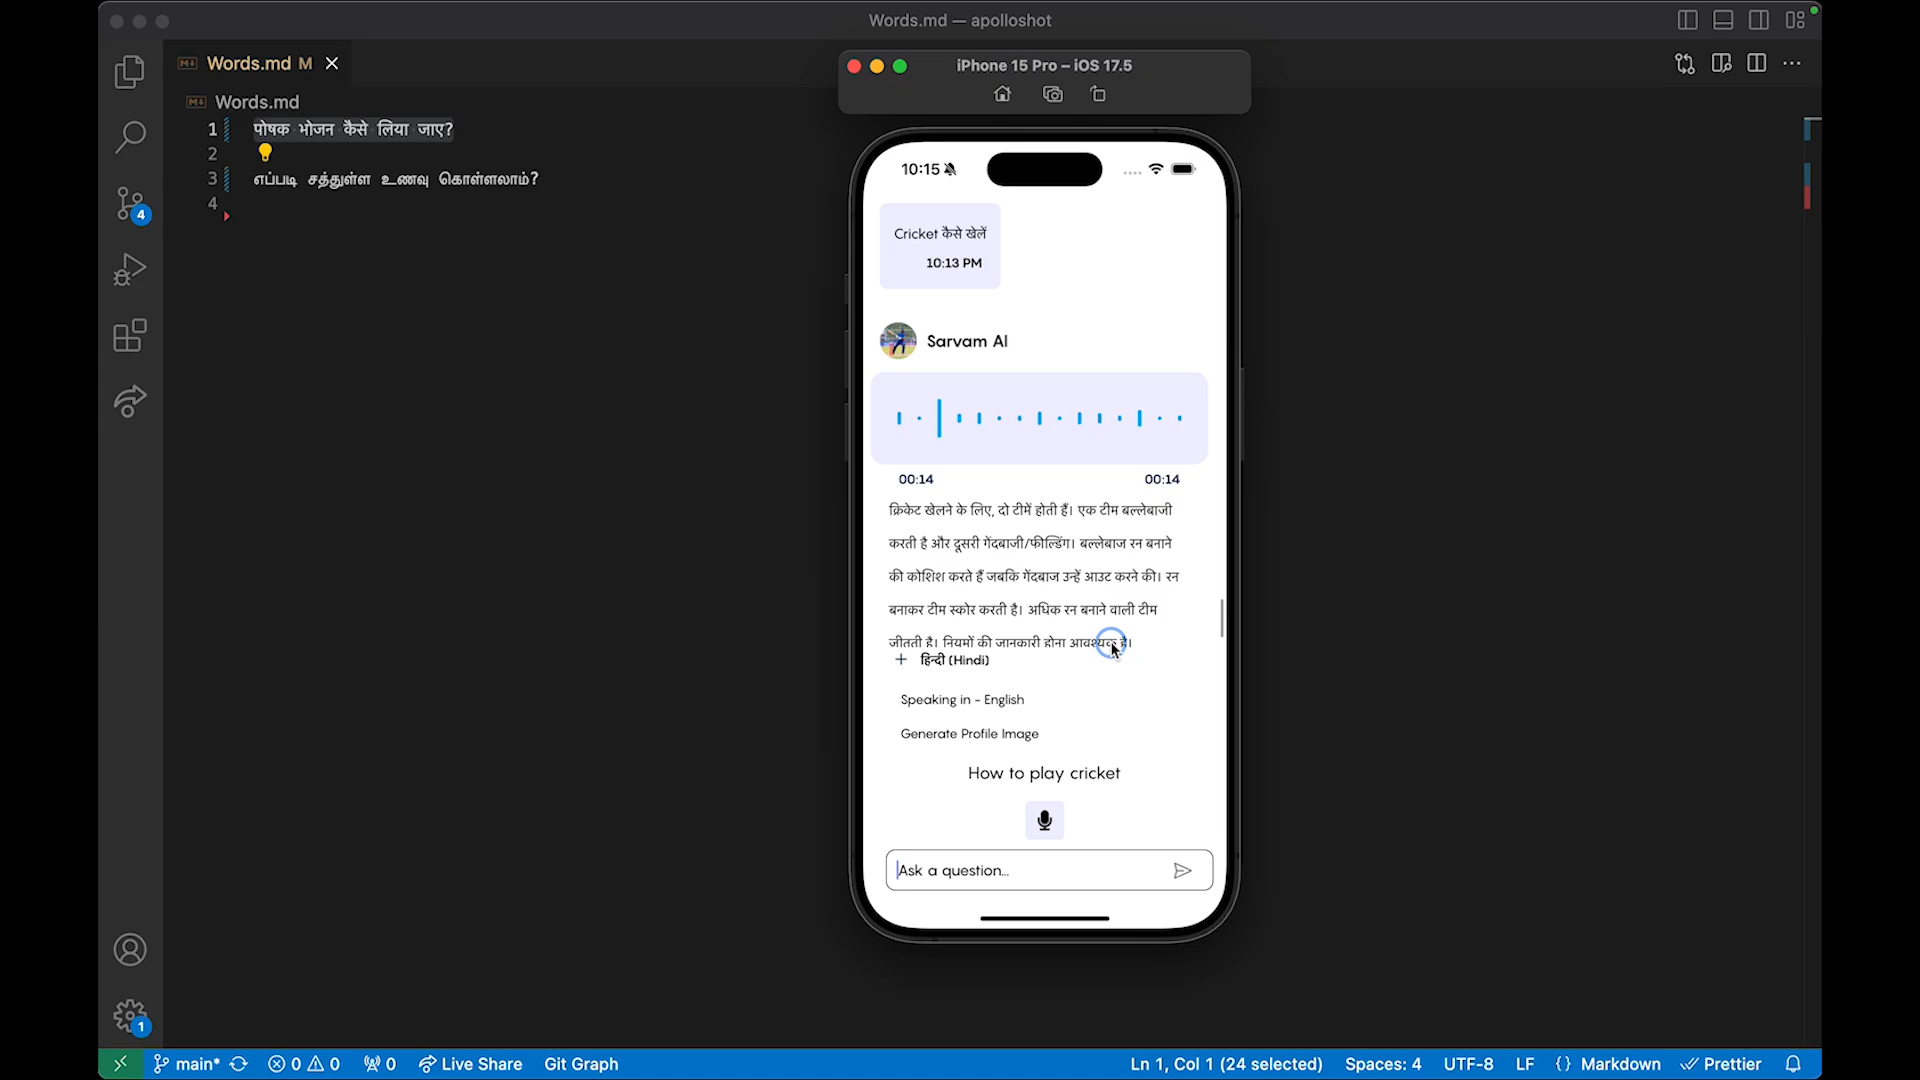 Words.md — apolloshot
Words.md M
Words.md
1 पोषक भोजन कैसे लिया जाए?
2
3 எப்படி சத்துள்ள உணவு கொள்ளலாம்?
4
4
1
iPhone 15 Pro – iOS 17.5
10:15
Cricket कैसे खेलें
10:13 PM
Sarvam AI
00:14 00:14
क्रिकेट खेलने के लिए, दो टीमें होती हैं। एक टीम बल्लेबाजी
करती है और दूसरी गेंदबाजी/फील्डिंग। बल्लेबाज रन बनाने
की कोशिश करते हैं जबकि गेंदबाज उन्हें आउट करने की। रन
बनाकर टीम स्कोर करती है। अधिक रन बनाने वाली टीम
जीतती है। नियमों की जानकारी होना आवश्यक है।
+ हिन्दी (Hindi)
Speaking in - English
Generate Profile Image
How to play cricket
Ask a question...
main* 0 0 0 Live Share Git Graph Ln 1, Col 1 (24 selected) Spaces: 4 UTF-8 LF {} Markdown Prettier